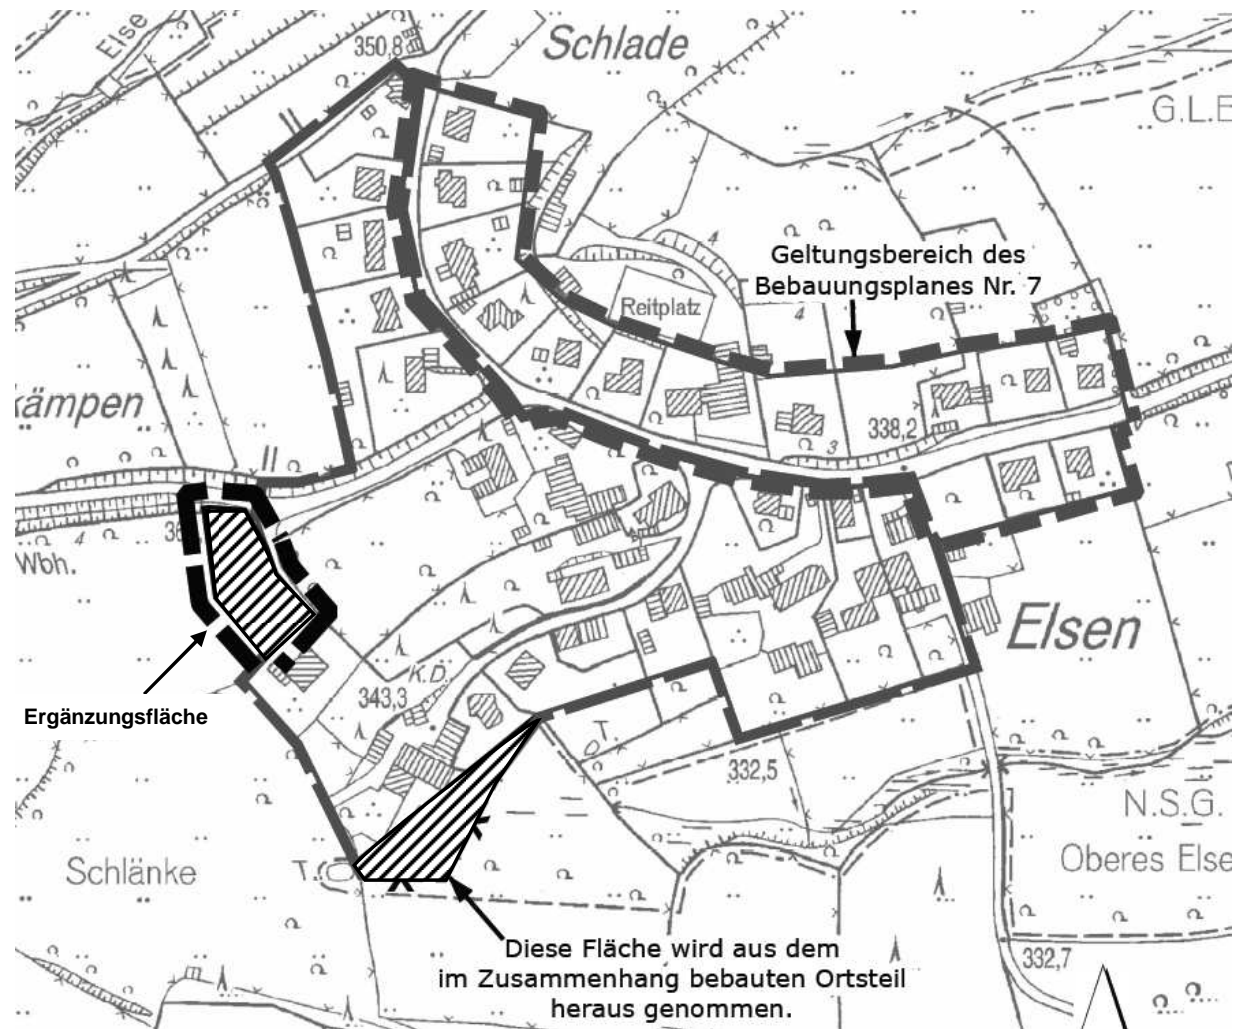 Else
350,8
Schlade
G.L.B
4
Geltungsbereich des
Bebauungsplanes Nr. 7
Reitplatz
4
kämpen
338,2
3
4
Wbh.
Elsen
K.D.
343,3
Ergänzungsfläche
T.
332,5
N.S.G.
Oberes Else
Schlänke
T.
Diese Fläche wird aus dem
im Zusammenhang bebauten Ortsteil
heraus genommen.
332,7